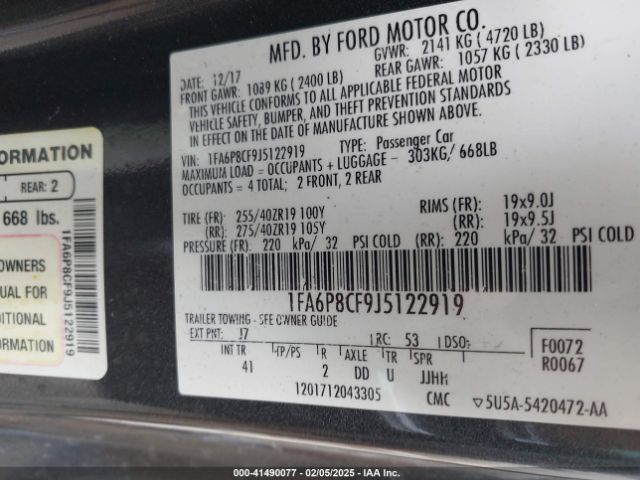 MFD. BY FORD MOTOR CO.
DATE: 12/17
GVWR: 2141 KG (4720 LB)
FRONT GAWR: 1089 KG (2400 LB)
REAR GAWR: 1057 KG (2330 LB)
THIS VEHICLE CONFORMS TO ALL APPLICABLE FEDERAL MOTOR
VEHICLE SAFETY, BUMPER, AND THEFT PREVENTION STANDARDS
IN EFFECT ON THE DATE OF MANUFACTURE SHOWN ABOVE.
VIN: 1FA6P8CF9J5122919 TYPE: Passenger Car
MAXIMUM LOAD = OCCUPANTS + LUGGAGE - 303KG/ 668LB
OCCUPANTS = 4 TOTAL; 2 FRONT, 2 REAR
TIRE (FR): 255/40ZR19 100Y RIMS (FR): 19x9.0J
(RR): 275/40ZR19 105Y (RR): 19x9.5J
PRESSURE (FR): 220 kPa/ 32 PSI COLD (RR): 220 kPa/ 32 PSI COLD
1FA6P8CF9J5122919
TRAILER TOWING - SEE OWNER GUIDE
EXT PNT: J7 RC: 53 DSO: F0072
INT TR TP/PS R AXLE TR SPR R0067
41 2 DD U JJHH
1201712043305 CMC ▽5U5A-5420472-AA
ORMATION
REAR: 2
668 lbs.
OWNERS
UAL FOR
DITIONAL
FORMATION
1FA6P8CF9J5122919
000-41490077 - 02/05/2025 - IAA Inc.